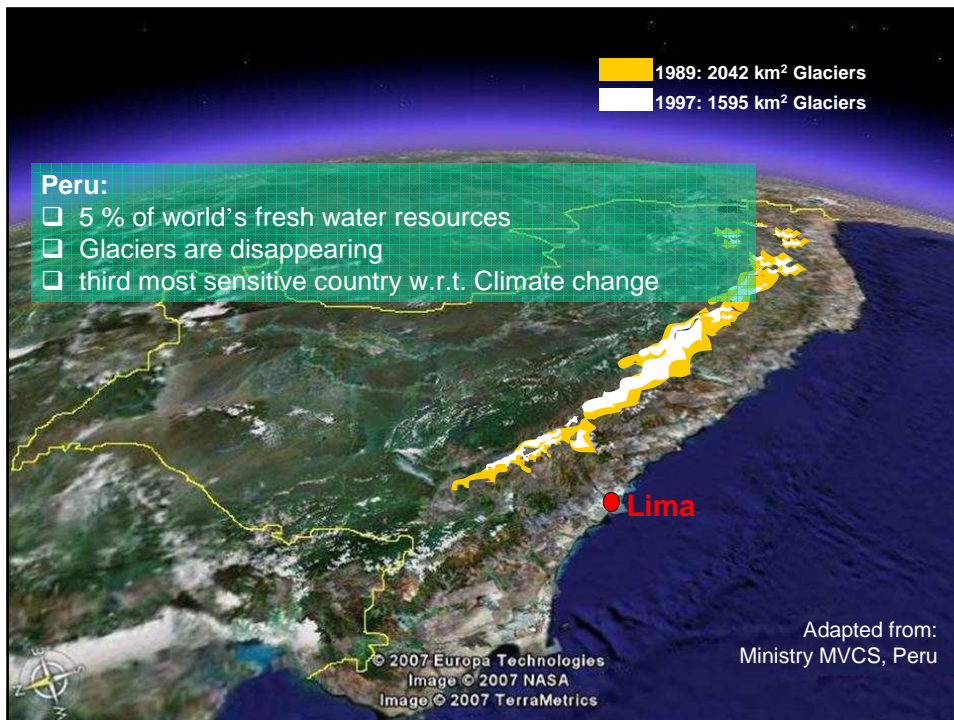 1989: 2042 km² Glaciers
1997: 1595 km² Glaciers
Peru:
❑ 5 % of world’s fresh water resources
❑ Glaciers are disappearing
❑ third most sensitive country w.r.t. Climate change
Lima
Adapted from:
Ministry MVCS, Peru
© 2007 Europa Technologies
Image © 2007 NASA
Image © 2007 TerraMetrics